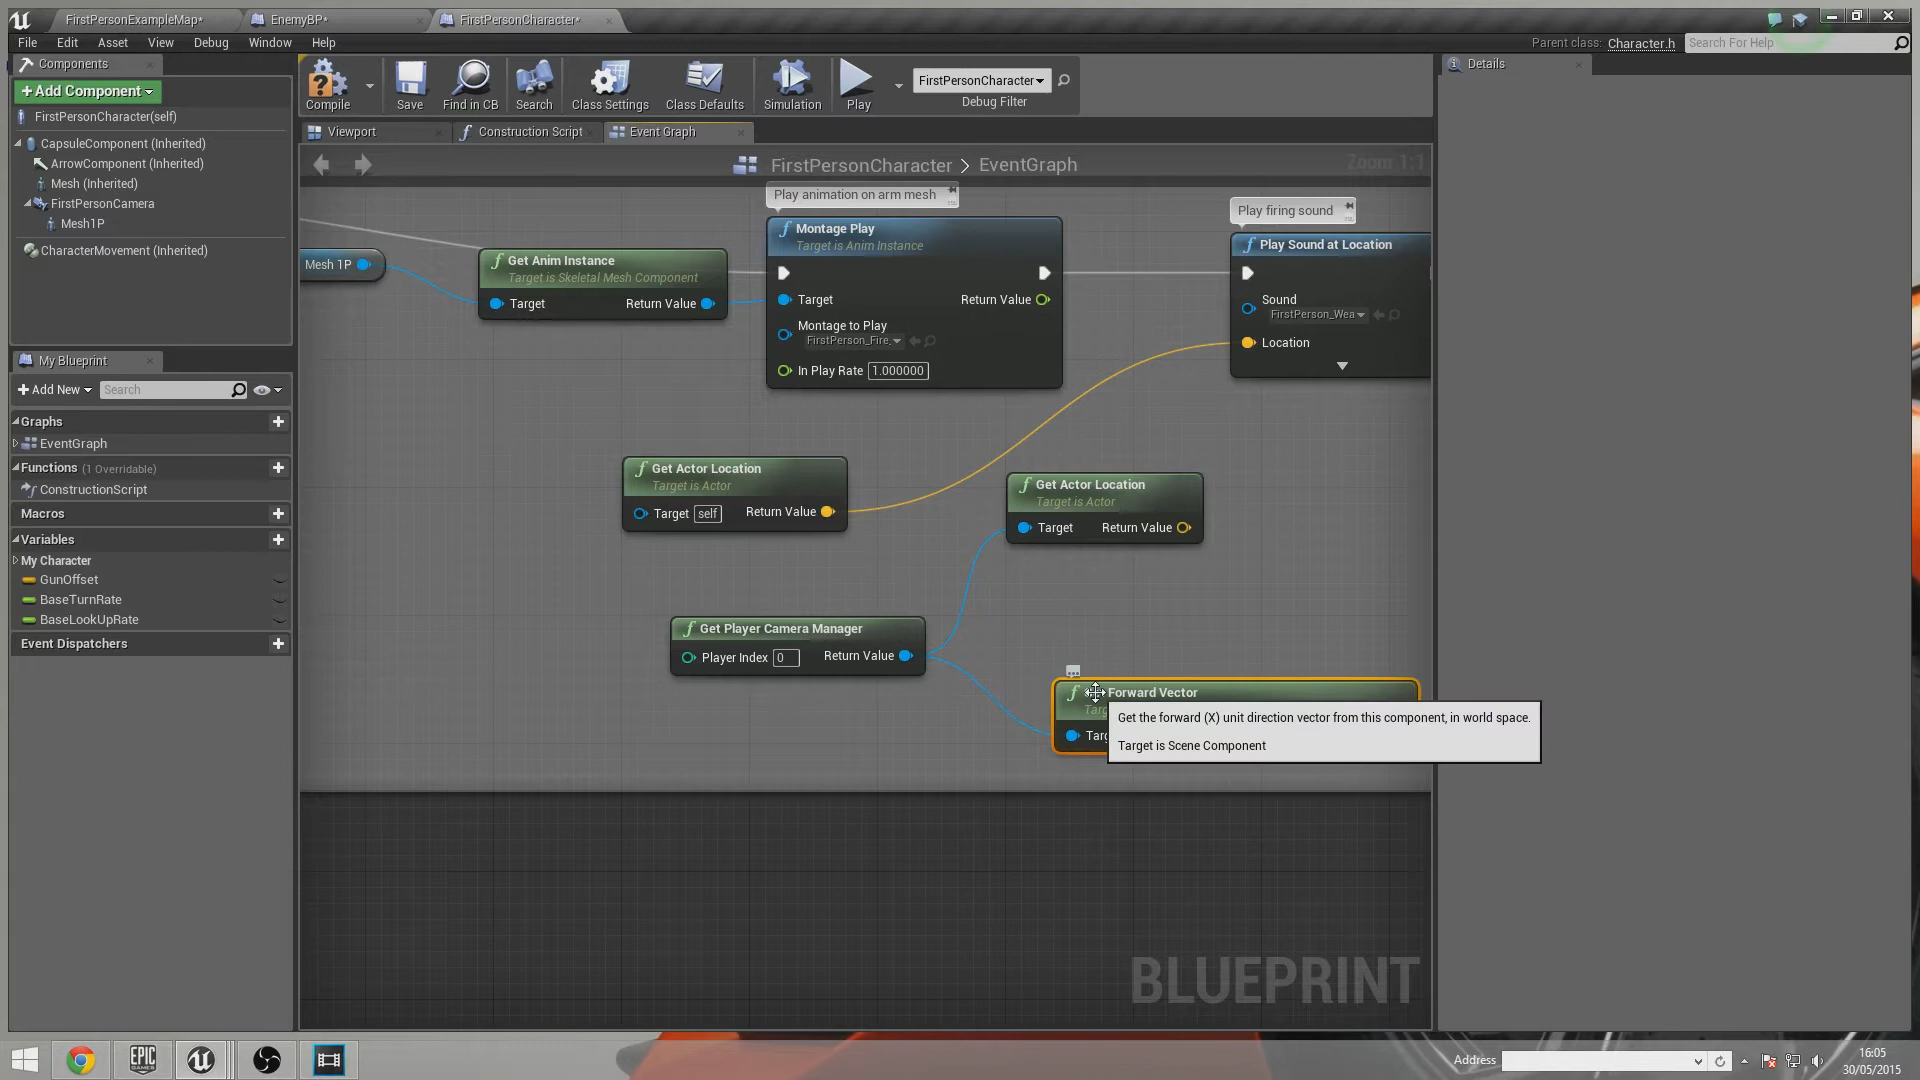 FirstPersonExampleMap*
EnemyBP*
FirstPersonCharacter*
File Edit Asset View Debug Window Help
Parent class: Character.h Search For Help
Components
Add Component
FirstPersonCharacter(self)
CapsuleComponent (Inherited)
ArrowComponent (Inherited)
Mesh (Inherited)
FirstPersonCamera
Mesh1P
CharacterMovement (Inherited)
My Blueprint
Add New Search
Graphs
EventGraph
Functions (1 Overridable)
ConstructionScript
Macros
Variables
My Character
GunOffset
BaseTurnRate
BaseLookUpRate
Event Dispatchers
Compile Save Find in CB Search Class Settings Class Defaults Simulation Play
FirstPersonCharacter
Debug Filter
Viewport Construction Script Event Graph
FirstPersonCharacter > EventGraph
Zoom 1:1
Play animation on arm mesh
Montage Play
Target is Anim Instance
Target Return Value
Montage to Play
FirstPerson_Fire_
In Play Rate 1.000000
Mesh 1P
Get Anim Instance
Target is Skeletal Mesh Component
Target Return Value
Play firing sound
Play Sound at Location
Sound
FirstPerson_Wea
Location
Get Actor Location
Target is Actor
Target self Return Value
Get Actor Location
Target is Actor
Target Return Value
Get Player Camera Manager
Player Index 0 Return Value
Forward Vector
Get the forward (X) unit direction vector from this component, in world space.
Target is Scene Component
BLUEPRINT
Details
EPIC
GAMES
Address
16:05
30/05/2015